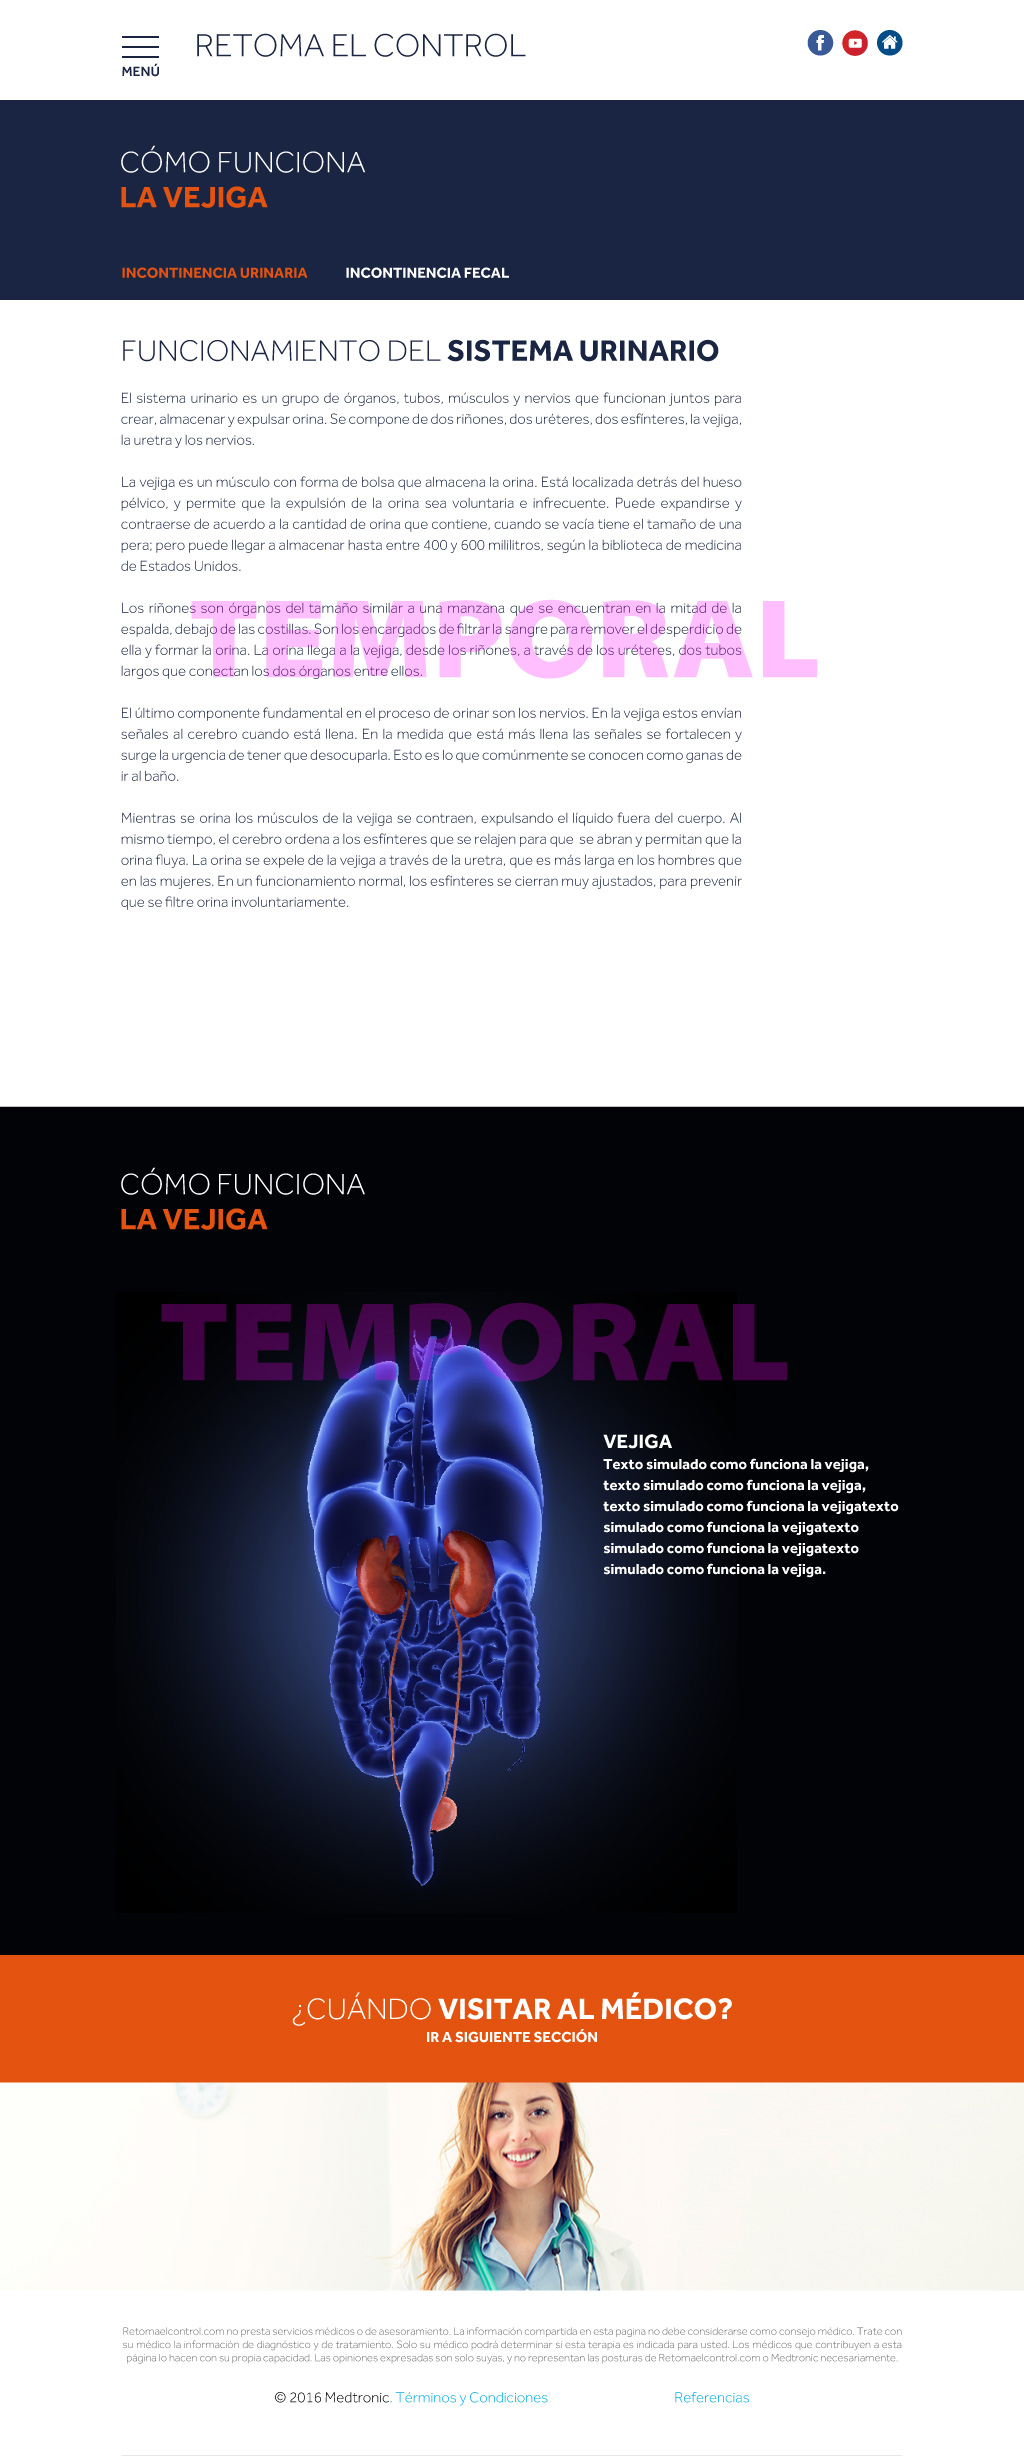 RETOMA EL CONTROL
MENÚ
CÓMO FUNCIONA
LA VEJIGA
INCONTINENCIA URINARIA
INCONTINENCIA FECAL
FUNCIONAMIENTO DEL SISTEMA URINARIO
El sistema urinario es un grupo de órganos, tubos, músculos y nervios que funcionan juntos para
crear, almacenar y expulsar orina. Se compone de dos riñones, dos uréteres, dos esfínteres, la vejiga,
la uretra y los nervios.
La vejiga es un músculo con forma de bolsa que almacena la orina. Está localizada detrás del hueso
pélvico, y permite que la expulsión de la orina sea voluntaria e infrecuente. Puede expandirse y
contraerse de acuerdo a la cantidad de orina que contiene, cuando se vacía tiene el tamaño de una
pera; pero puede llegar a almacenar hasta entre 400 y 600 mililitros, según la biblioteca de medicina
de Estados Unidos.
TEMPORAL
Los riñones son órganos del tamaño similar a una manzana que se encuentran en la mitad de la
espalda, debajo de las costillas. Son los encargados de filtrar la sangre para remover el desperdicio de
ella y formar la orina. La orina llega a la vejiga, desde los riñones, a través de los uréteres, dos tubos
largos que conectan los dos órganos entre ellos.
El último componente fundamental en el proceso de orinar son los nervios. En la vejiga estos envían
señales al cerebro cuando está llena. En la medida que está más llena las señales se fortalecen y
surge la urgencia de tener que desocuparla. Esto es lo que comúnmente se conocen como ganas de
ir al baño.
Mientras se orina los músculos de la vejiga se contraen, expulsando el líquido fuera del cuerpo. Al
mismo tiempo, el cerebro ordena a los esfínteres que se relajen para que se abran y permitan que la
orina fluya. La orina se expele de la vejiga a través de la uretra, que es más larga en los hombres que
en las mujeres. En un funcionamiento normal, los esfínteres se cierran muy ajustados, para prevenir
que se filtre orina involuntariamente.
CÓMO FUNCIONA
LA VEJIGA
TEMPORAL
VEJIGA
Texto simulado como funciona la vejiga,
texto simulado como funciona la vejiga,
texto simulado como funciona la vejigatexto
simulado como funciona la vejigatexto
simulado como funciona la vejigatexto
simulado como funciona la vejiga.
¿CUÁNDO VISITAR AL MÉDICO?
IR A SIGUIENTE SECCIÓN
Retomaelcontrol.com no presta servicios médicos o de asesoramiento. La información compartida en esta pagina no debe considerarse como consejo médico. Trate con
su médico la información de diagnóstico y de tratamiento. Solo su médico podrá determinar si esta terapia es indicada para usted. Los médicos que contribuyen a esta
página lo hacen con su propia capacidad. Las opiniones expresadas son solo suyas, y no representan las posturas de Retomaelcontrol.com o Medtronic necesariamente.
© 2016 Medtronic. Términos y Condiciones
Referencias